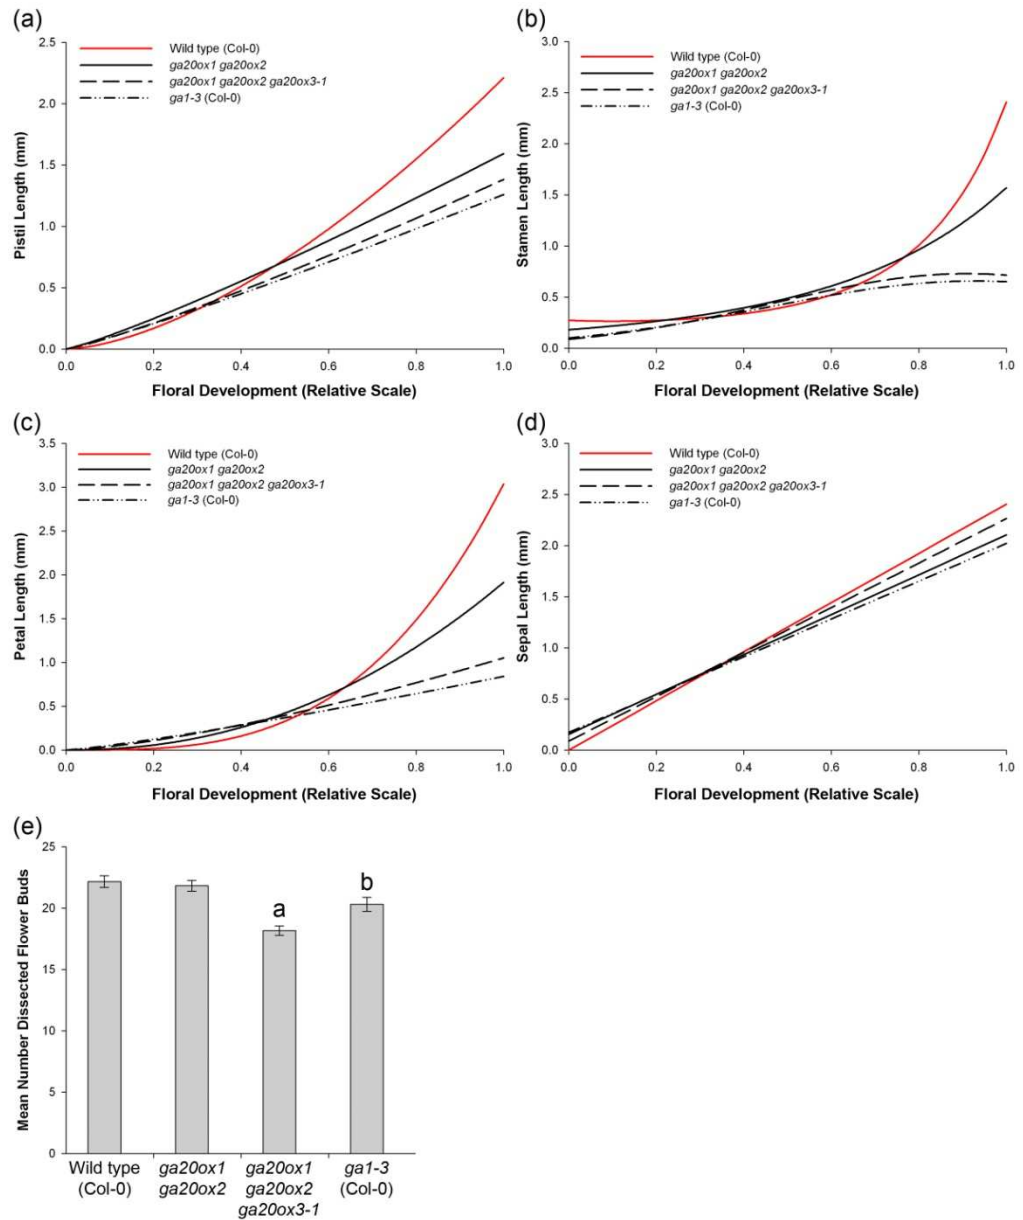 (a)
2.5
2.0
1.5
1.0
0.5
0.0
Pistil Length (mm)
Wild type (Col-0)
ga20ox1 ga20ox2
ga20ox1 ga20ox2 ga20ox3-1
ga1-3 (Col-0)
0.0 0.2 0.4 0.6 0.8 1.0
Floral Development (Relative Scale)
(b)
3.0
2.5
2.0
1.5
1.0
0.5
0.0
Stamen Length (mm)
Wild type (Col-0)
ga20ox1 ga20ox2
ga20ox1 ga20ox2 ga20ox3-1
ga1-3 (Col-0)
0.0 0.2 0.4 0.6 0.8 1.0
Floral Development (Relative Scale)
(c)
3.5
3.0
2.5
2.0
1.5
1.0
0.5
0.0
Petal Length (mm)
Wild type (Col-0)
ga20ox1 ga20ox2
ga20ox1 ga20ox2 ga20ox3-1
ga1-3 (Col-0)
0.0 0.2 0.4 0.6 0.8 1.0
Floral Development (Relative Scale)
(d)
3.0
2.5
2.0
1.5
1.0
0.5
0.0
Sepal Length (mm)
Wild type (Col-0)
ga20ox1 ga20ox2
ga20ox1 ga20ox2 ga20ox3-1
ga1-3 (Col-0)
0.0 0.2 0.4 0.6 0.8 1.0
Floral Development (Relative Scale)
(e)
25
20
15
10
5
0
Mean Number Dissected Flower Buds
a
b
Wild type
(Col-0)
ga20ox1
ga20ox2
ga20ox1
ga20ox2
ga20ox3-1
ga1-3
(Col-0)